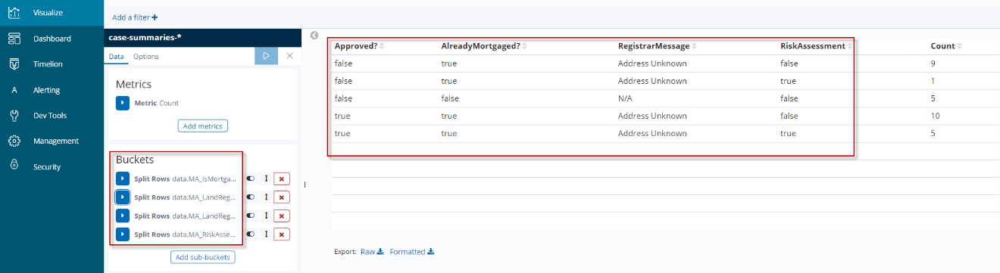 Visualize
Dashboard
Timelion
Alerting
Dev Tools
Management
Security
Add a filter +
case-summaries-*
Data Options
Metrics
Metric Count
Add metrics
Buckets
Split Rows data.MA_IsMortga...
Split Rows data.MA_LandReg...
Split Rows data.MA_LandReg...
Split Rows data.MA_RiskAsse...
Add sub-buckets
Approved? AlreadyMortgaged? RegistrarMessage RiskAssessment Count
false true Address Unknown false 9
false true Address Unknown true 1
false false N/A false 5
true true Address Unknown false 10
true true Address Unknown true 5
Export: Raw Formatted